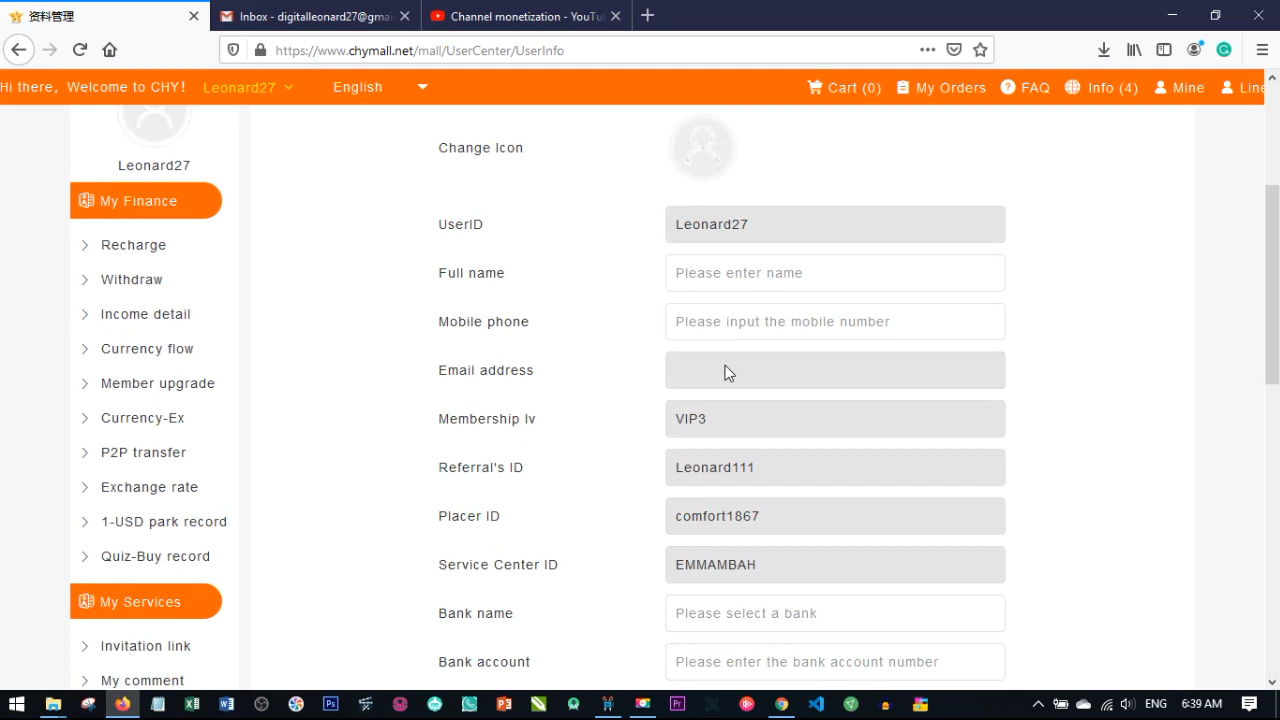 资料管理
Inbox - digitalleonard27@gma
Channel monetization - YouTu
https://www.chymall.net/mall/UserCenter/UserInfo
Hi there, Welcome to CHY! Leonard27 English Cart (0) My Orders FAQ Info (4) Mine Line
Leonard27
My Finance
Recharge
Withdraw
Income detail
Currency flow
Member upgrade
Currency-Ex
P2P transfer
Exchange rate
1-USD park record
Quiz-Buy record
My Services
Invitation link
My comment
Change Icon
UserID Leonard27
Full name Please enter name
Mobile phone Please input the mobile number
Email address
Membership lv VIP3
Referral's ID Leonard111
Placer ID comfort1867
Service Center ID EMMAMBAH
Bank name Please select a bank
Bank account Please enter the bank account number
ENG 6:39 AM